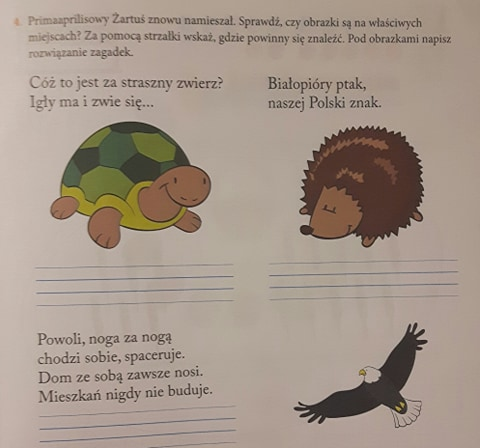 4. Primaaprilisowy Żartuś znowu namieszał. Sprawdź, czy obrazki są na właściwych
miejscach? Za pomocą strzałki wskaż, gdzie powinny się znaleźć. Pod obrazkami napisz
rozwiązanie zagadek.
Cóż to jest za straszny zwierz?
Igły ma i zwie się...
Białopióry ptak,
naszej Polski znak.
Powoli, noga za nogą
chodzi sobie, spaceruje.
Dom ze sobą zawsze nosi.
Mieszkań nigdy nie buduje.